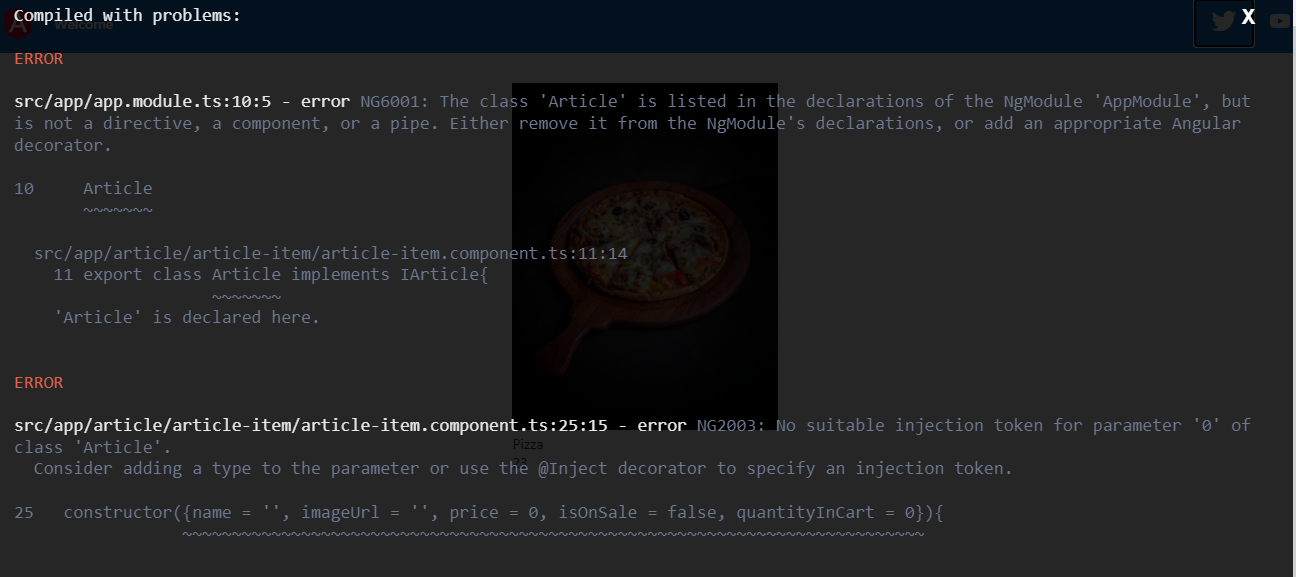 Compiled with problems:
X
Welcome
ERROR
src/app/app.module.ts:10:5 - error NG6001: The class 'Article' is listed in the declarations of the NgModule 'AppModule', but
is not a directive, a component, or a pipe. Either remove it from the NgModule's declarations, or add an appropriate Angular
decorator.
10     Article
~~~~~~~
src/app/article/article-item/article-item.component.ts:11:14
11 export class Article implements IArticle{
~~~~~~~
'Article' is declared here.
ERROR
src/app/article/article-item/article-item.component.ts:25:15 - error NG2003: No suitable injection token for parameter '0' of
Pizza
class 'Article'.
23
Consider adding a type to the parameter or use the @Inject decorator to specify an injection token.
25   constructor({name = '', imageUrl = '', price = 0, isOnSale = false, quantityInCart = 0}){
~~~~~~~~~~~~~~~~~~~~~~~~~~~~~~~~~~~~~~~~~~~~~~~~~~~~~~~~~~~~~~~~~~~~~~~~~~~